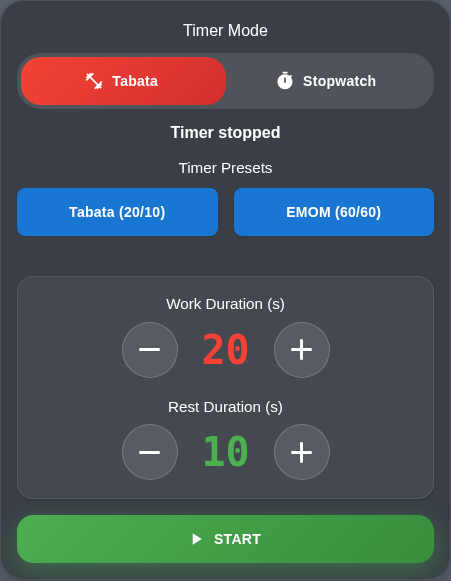 Timer Mode
Tabata
Stopwatch
Timer stopped
Timer Presets
Tabata (20/10)
EMOM (60/60)
Work Duration (s)
20
Rest Duration (s)
10
START